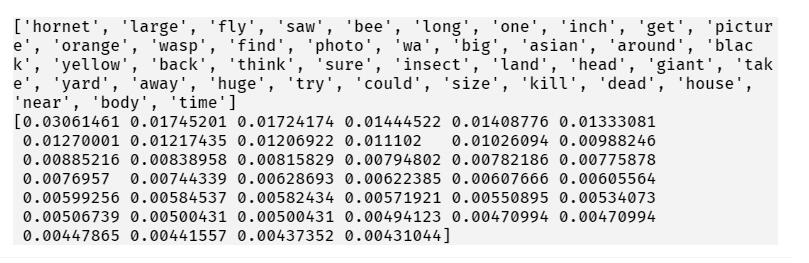 ['hornet', 'large', 'fly', 'saw', 'bee', 'long', 'one', 'inch', 'get', 'pictur
e', 'orange', 'wasp', 'find', 'photo', 'wa', 'big', 'asian', 'around', 'blac
k', 'yellow', 'back', 'think', 'sure', 'insect', 'land', 'head', 'giant', 'tak
e', 'yard', 'away', 'huge', 'try', 'could', 'size', 'kill', 'dead', 'house',
'near', 'body', 'time']
[0.03061461 0.01745201 0.01724174 0.01444522 0.01408776 0.01333081
0.01270001 0.01217435 0.01206922 0.011102   0.01026094 0.00988246
0.00885216 0.00838958 0.00815829 0.00794802 0.00782186 0.00775878
0.0076957  0.00744339 0.00628693 0.00622385 0.00607666 0.00605564
0.00599256 0.00584537 0.00582434 0.00571921 0.00550895 0.00534073
0.00506739 0.00500431 0.00500431 0.00494123 0.00470994 0.00470994
0.00447865 0.00441557 0.00437352 0.00431044]